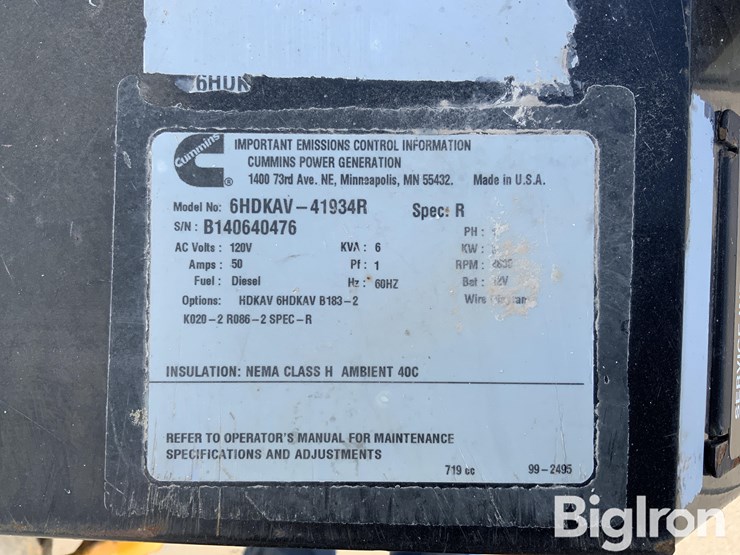 6HDK
Cummins
IMPORTANT EMISSIONS CONTROL INFORMATION
CUMMINS POWER GENERATION
1400 73rd Ave. NE, Minneapolis, MN 55432. Made in U.S.A.
Model No: 6HDKAV-41934R Spec: R
S/N : B140640476 PH :
AC Volts : 120V KVA : 6 KW :
Amps : 50 Pf : 1 RPM :
Fuel : Diesel Hz : 60HZ Bat :
Options: HDKAV 6HDKAV B183-2 Wire
K020-2 R086-2 SPEC-R
INSULATION: NEMA CLASS H AMBIENT 40C
REFER TO OPERATOR'S MANUAL FOR MAINTENANCE
SPECIFICATIONS AND ADJUSTMENTS
719 cc 99-2495
BigIron